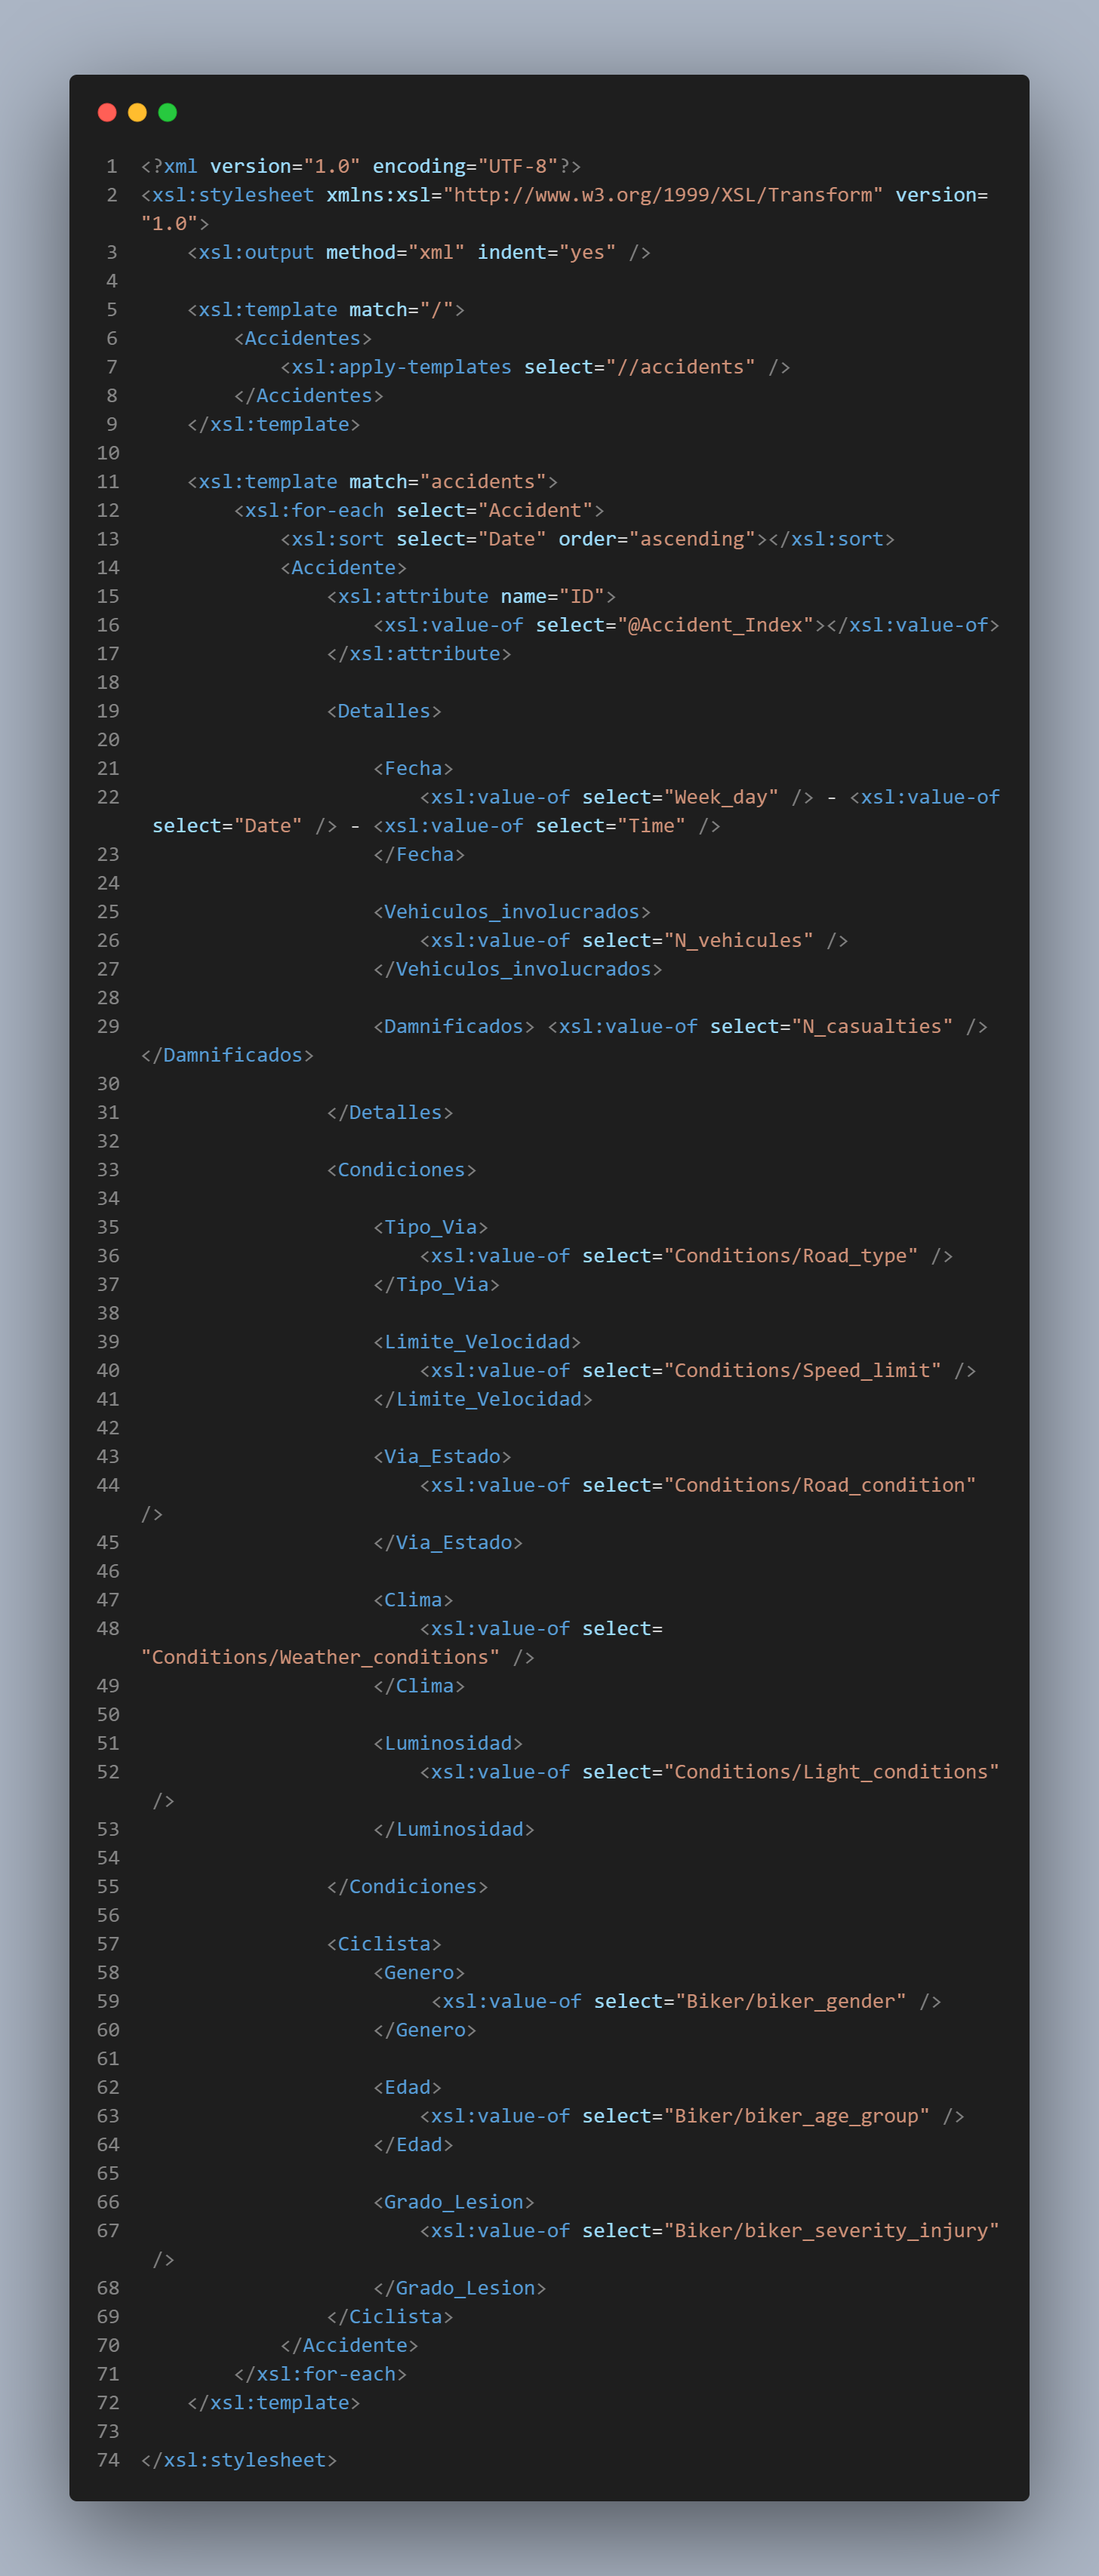 1 <?xml version="1.0" encoding="UTF-8"?>
2 <xsl:stylesheet xmlns:xsl="http://www.w3.org/1999/XSL/Transform" version=
"1.0">
3     <xsl:output method="xml" indent="yes" />
4
5     <xsl:template match="/">
6         <Accidentes>
7             <xsl:apply-templates select="//accidents" />
8         </Accidentes>
9     </xsl:template>
10
11     <xsl:template match="accidents">
12         <xsl:for-each select="Accident">
13             <xsl:sort select="Date" order="ascending"></xsl:sort>
14             <Accidente>
15                 <xsl:attribute name="ID">
16                     <xsl:value-of select="@Accident_Index"></xsl:value-of>
17                 </xsl:attribute>
18
19                 <Detalles>
20
21                     <Fecha>
22                         <xsl:value-of select="Week_day" /> - <xsl:value-of
 select="Date" /> - <xsl:value-of select="Time" />
23                     </Fecha>
24
25                     <Vehiculos_involucrados>
26                         <xsl:value-of select="N_vehicules" />
27                     </Vehiculos_involucrados>
28
29                     <Damnificados> <xsl:value-of select="N_casualties" />
</Damnificados>
30
31                 </Detalles>
32
33                 <Condiciones>
34
35                     <Tipo_Via>
36                         <xsl:value-of select="Conditions/Road_type" />
37                     </Tipo_Via>
38
39                     <Limite_Velocidad>
40                         <xsl:value-of select="Conditions/Speed_limit" />
41                     </Limite_Velocidad>
42
43                     <Via_Estado>
44                         <xsl:value-of select="Conditions/Road_condition"
/>
45                     </Via_Estado>
46
47                     <Clima>
48                         <xsl:value-of select=
"Conditions/Weather_conditions" />
49                     </Clima>
50
51                     <Luminosidad>
52                         <xsl:value-of select="Conditions/Light_conditions"
 />
53                     </Luminosidad>
54
55                 </Condiciones>
56
57                 <Ciclista>
58                     <Genero>
59                          <xsl:value-of select="Biker/biker_gender" />
60                     </Genero>
61
62                     <Edad>
63                         <xsl:value-of select="Biker/biker_age_group" />
64                     </Edad>
65
66                     <Grado_Lesion>
67                         <xsl:value-of select="Biker/biker_severity_injury"
 />
68                     </Grado_Lesion>
69                 </Ciclista>
70             </Accidente>
71         </xsl:for-each>
72     </xsl:template>
73
74 </xsl:stylesheet>